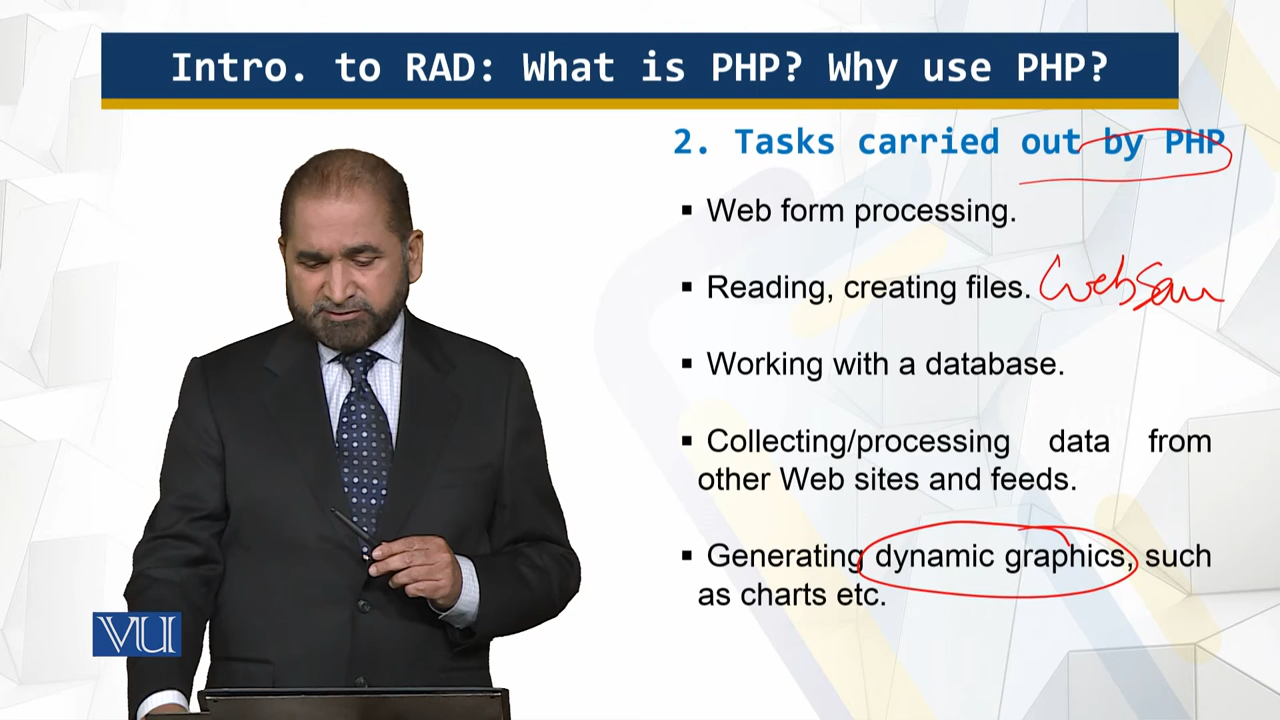 Intro. to RAD: What is PHP? Why use PHP?
2. Tasks carried out by PHP
▪ Web form processing.
▪ Reading, creating files.
▪ Working with a database.
▪ Collecting/processing data from
other Web sites and feeds.
▪ Generating dynamic graphics, such
as charts etc.
VU